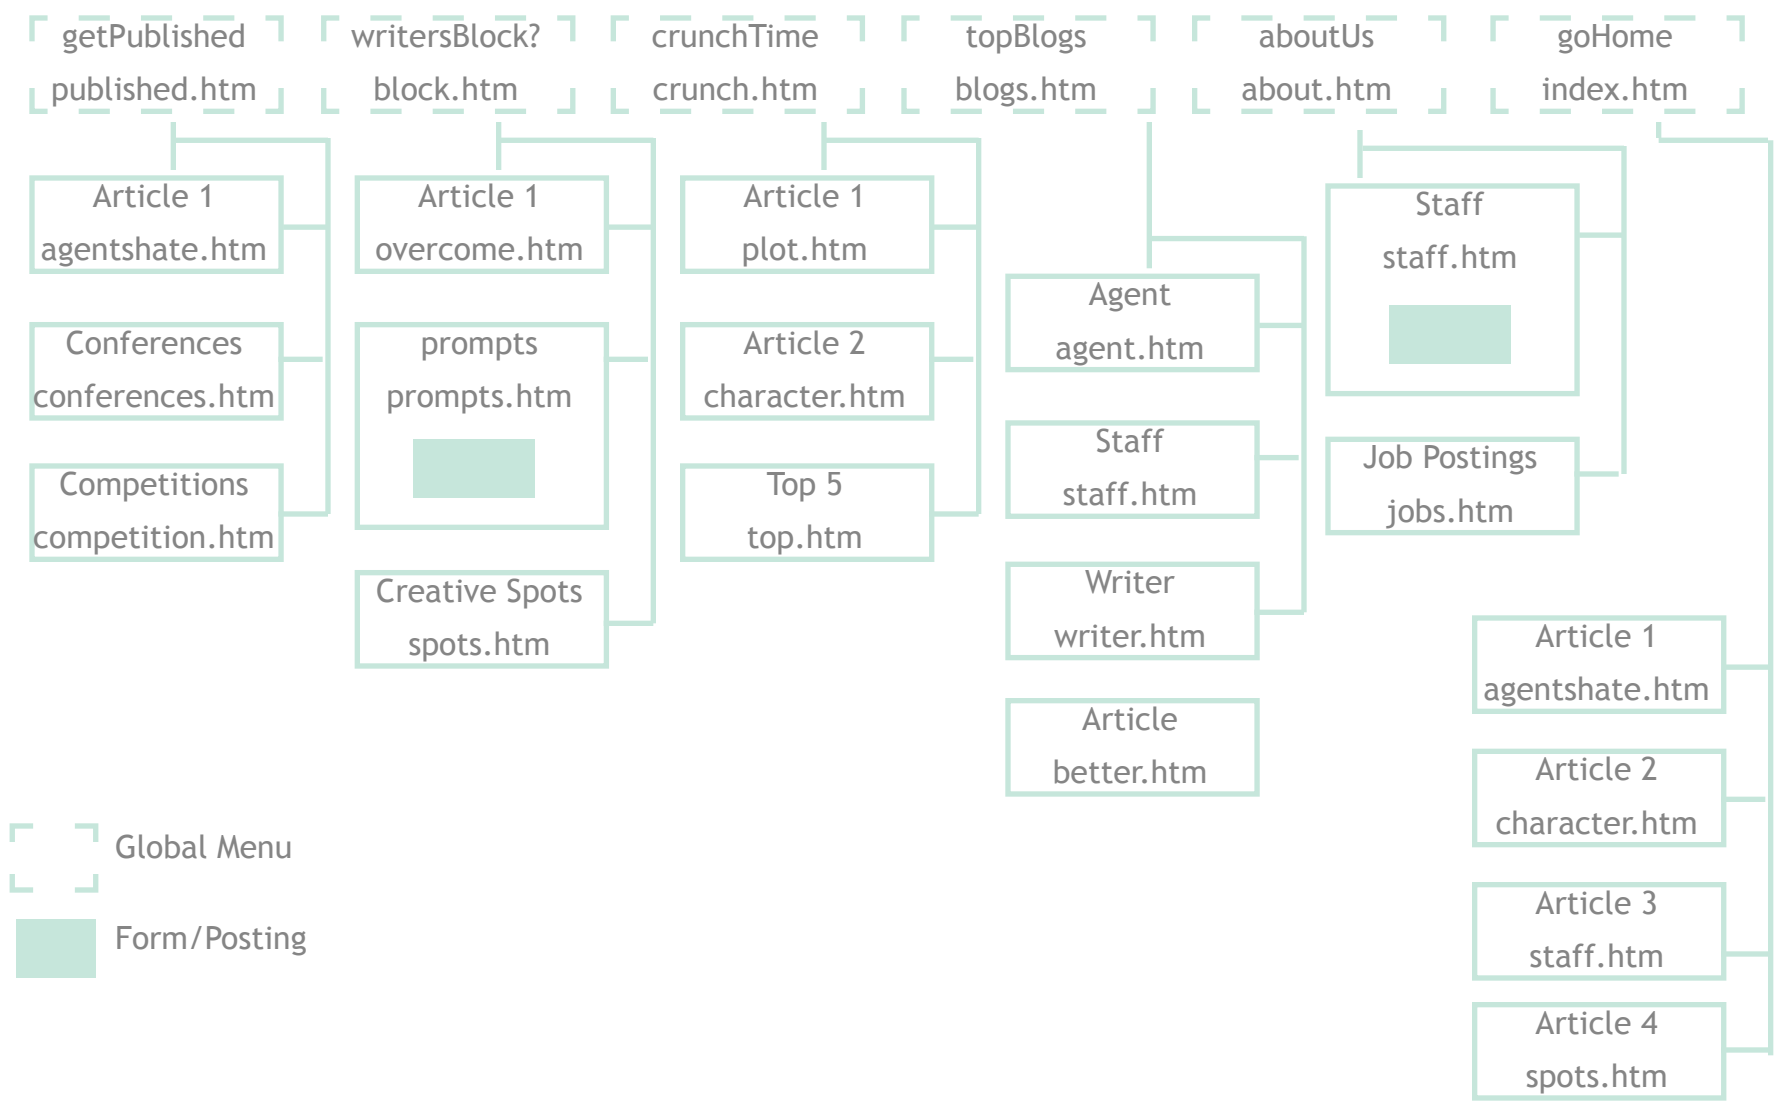 getPublished
published.htm
writersBlock?
block.htm
crunchTime
crunch.htm
topBlogs
blogs.htm
aboutUs
about.htm
goHome
index.htm
Article 1
agentshate.htm
Conferences
conferences.htm
Competitions
competition.htm
Article 1
overcome.htm
prompts
prompts.htm
Creative Spots
spots.htm
Article 1
plot.htm
Article 2
character.htm
Top 5
top.htm
Agent
agent.htm
Staff
staff.htm
Writer
writer.htm
Article
better.htm
Staff
staff.htm
Job Postings
jobs.htm
Article 1
agentshate.htm
Article 2
character.htm
Article 3
staff.htm
Article 4
spots.htm
Global Menu
Form/Posting